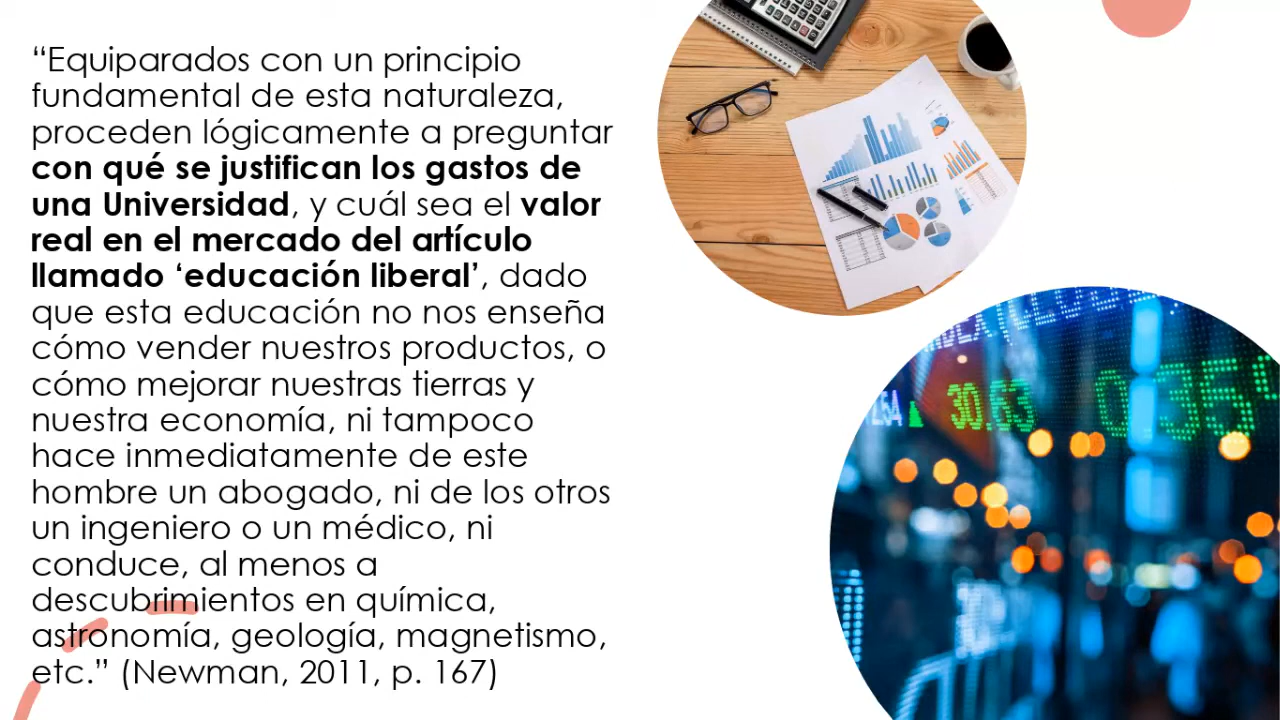 “Equiparados con un principio
fundamental de esta naturaleza,
proceden lógicamente a preguntar
con qué se justifican los gastos de
una Universidad, y cuál sea el valor
real en el mercado del artículo
llamado ‘educación liberal’, dado
que esta educación no nos enseña
cómo vender nuestros productos, o
cómo mejorar nuestras tierras y
nuestra economía, ni tampoco
hace inmediatamente de este
hombre un abogado, ni de los otros
un ingeniero o un médico, ni
conduce, al menos a
descubrimientos en química,
astronomía, geología, magnetismo,
etc.” (Newman, 2011, p. 167)
30.63